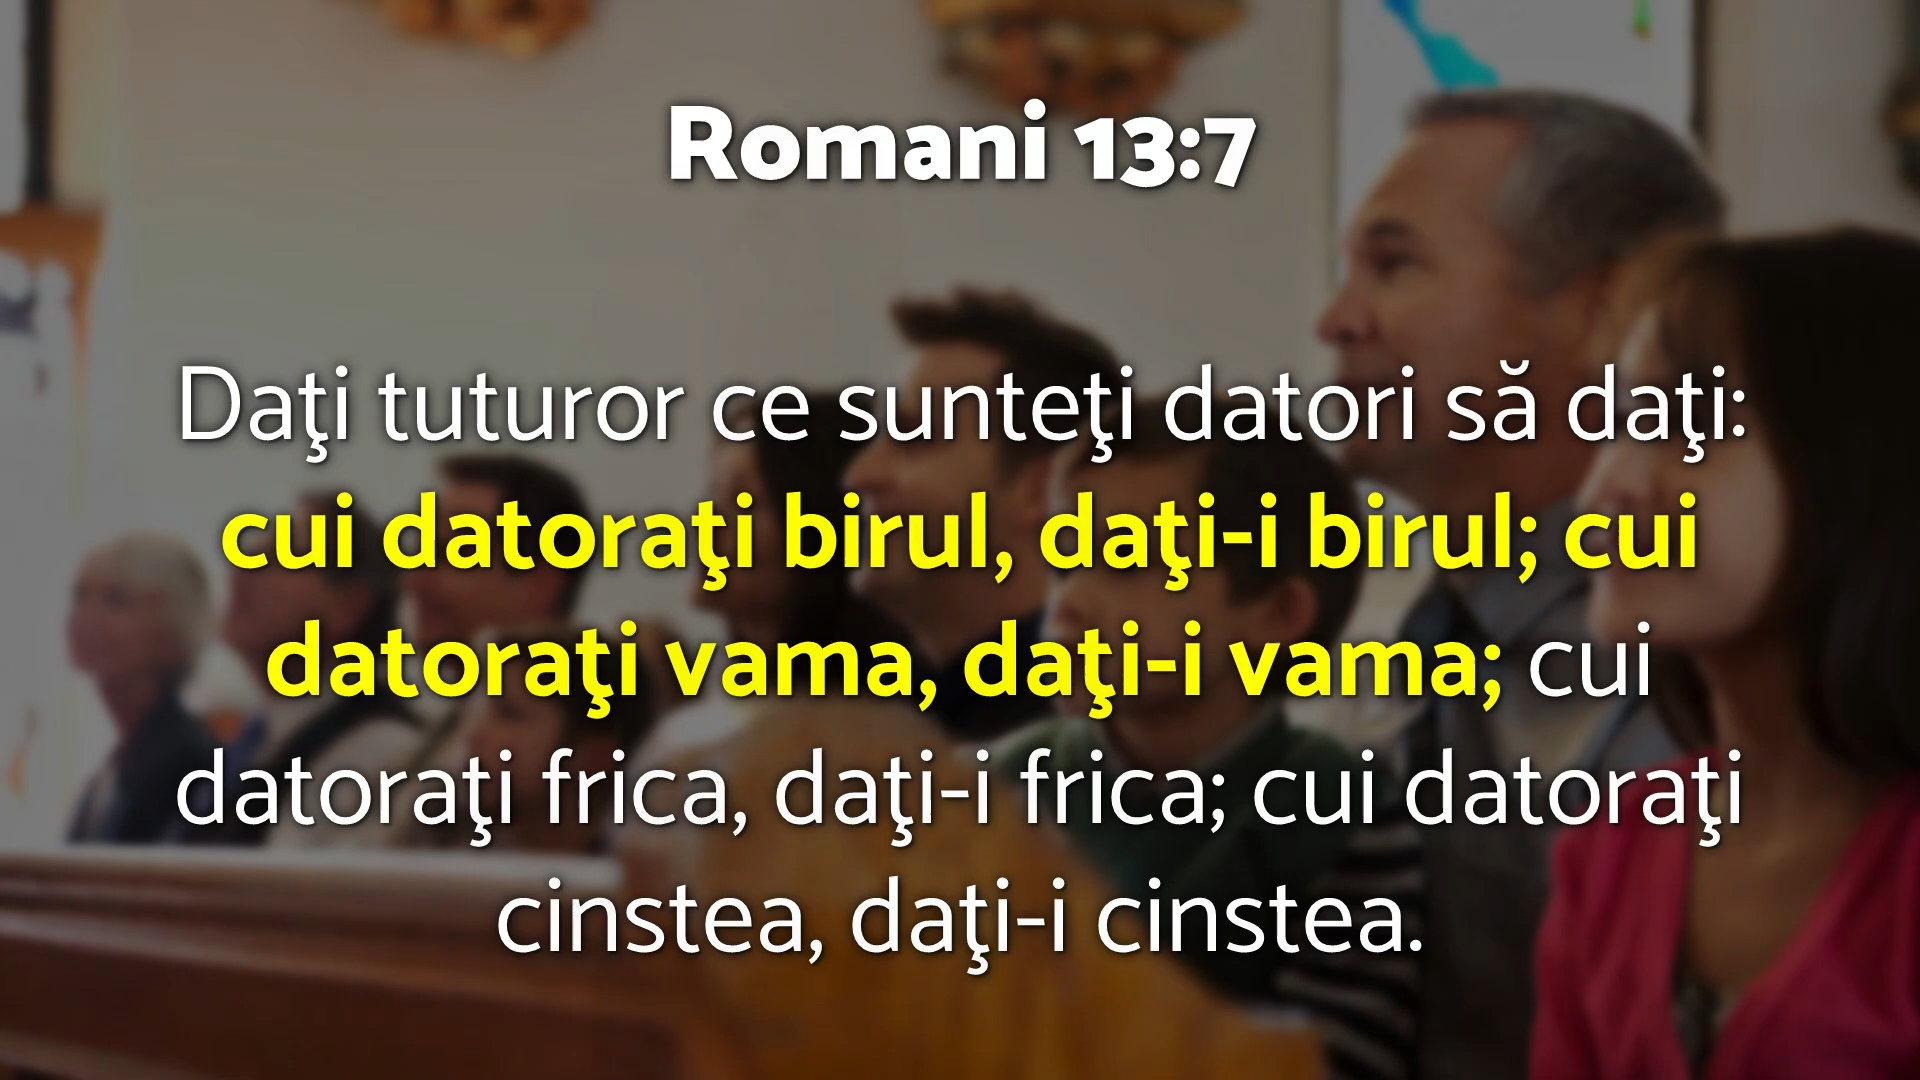 Romani 13:7
Daţi tuturor ce sunteţi datori să daţi:
cui datoraţi birul, daţi-i birul; cui
datoraţi vama, daţi-i vama; cui
datoraţi frica, daţi-i frica; cui datoraţi
cinstea, daţi-i cinstea.